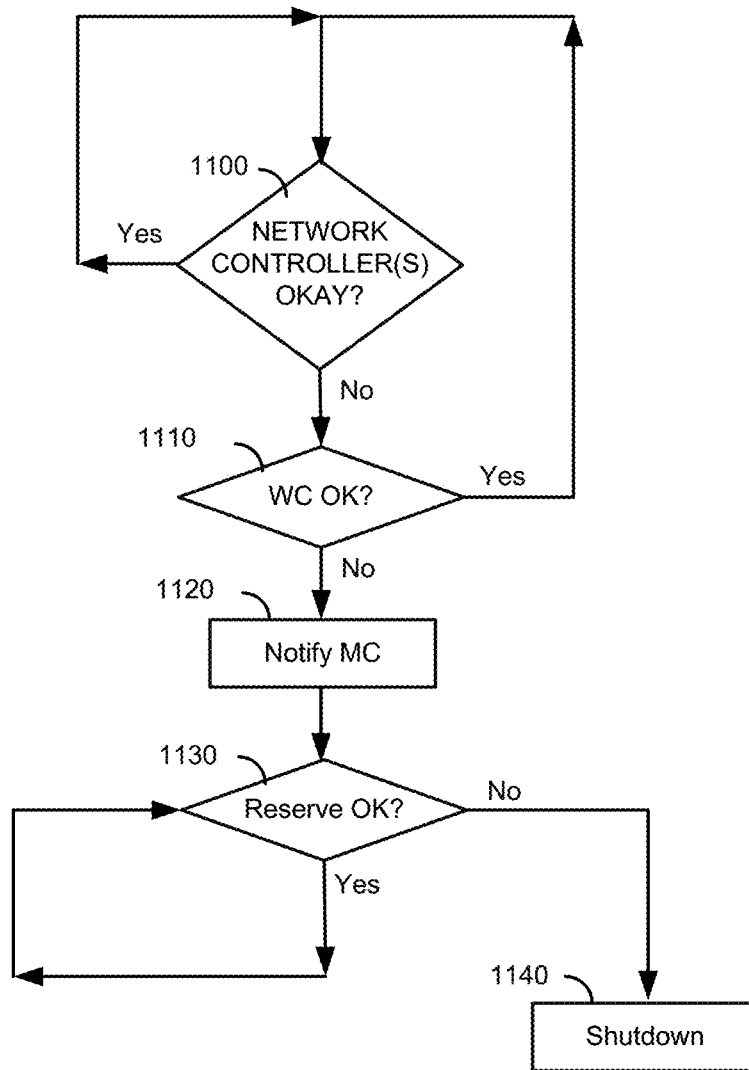 1100
Yes
NETWORK
CONTROLLER(S)
OKAY?
No
1110
WC OK?
Yes
No
1120
Notify MC
1130
Reserve OK?
No
Yes
1140
Shutdown